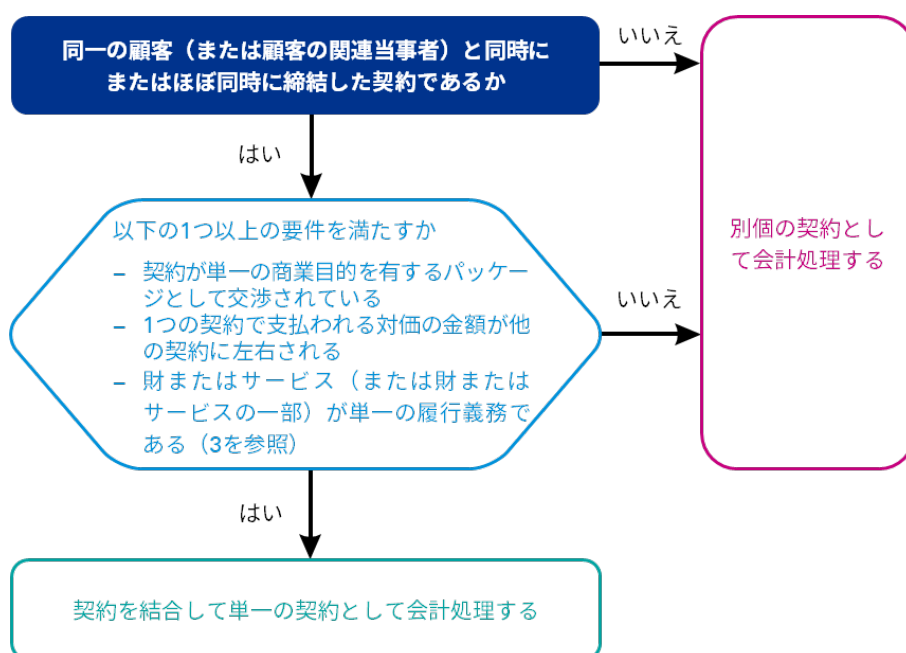 同一の顧客（または顧客の関連当事者）と同時に
またはほぼ同時に締結した契約であるか
いいえ
はい
以下の1つ以上の要件を満たすか
– 契約が単一の商業目的を有するパッケー
ジとして交渉されている
– 1つの契約で支払われる対価の金額が他
の契約に左右される
– 財またはサービス（または財または
サービスの一部）が単一の履行義務で
ある（3を参照）
いいえ
別個の契約とし
て会計処理する
はい
契約を結合して単一の契約として会計処理する